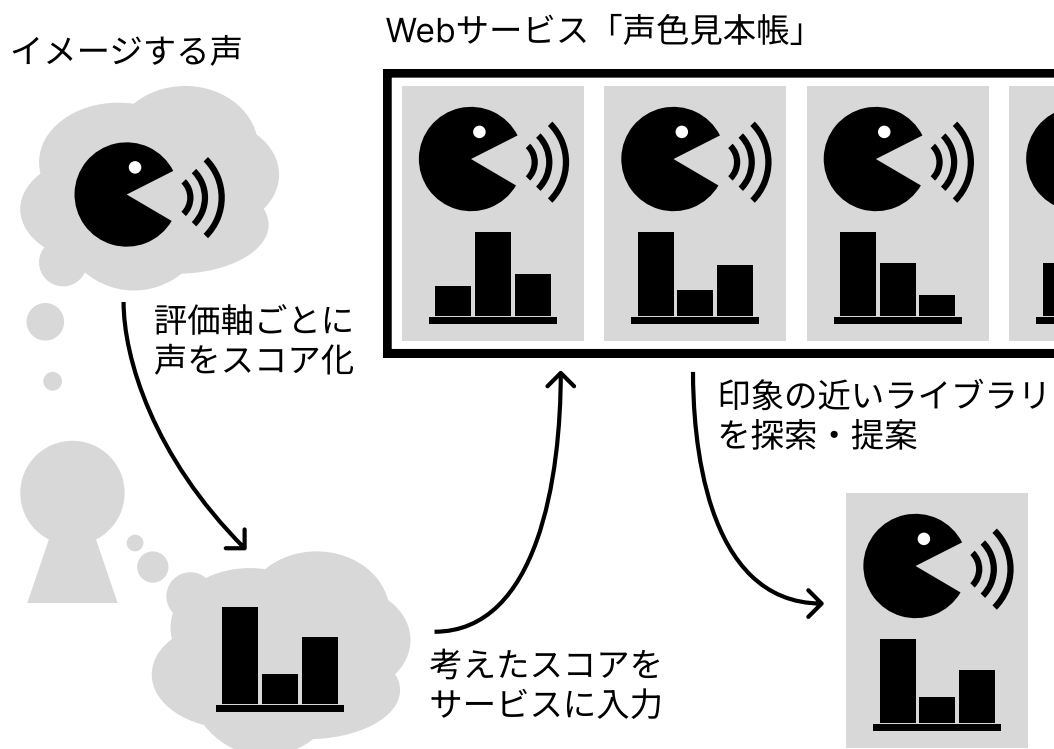 イメージする声
Webサービス「声色見本帳」
評価軸ごとに
声をスコア化
印象の近いライブラリ
を探索・提案
考えたスコアを
サービスに入力